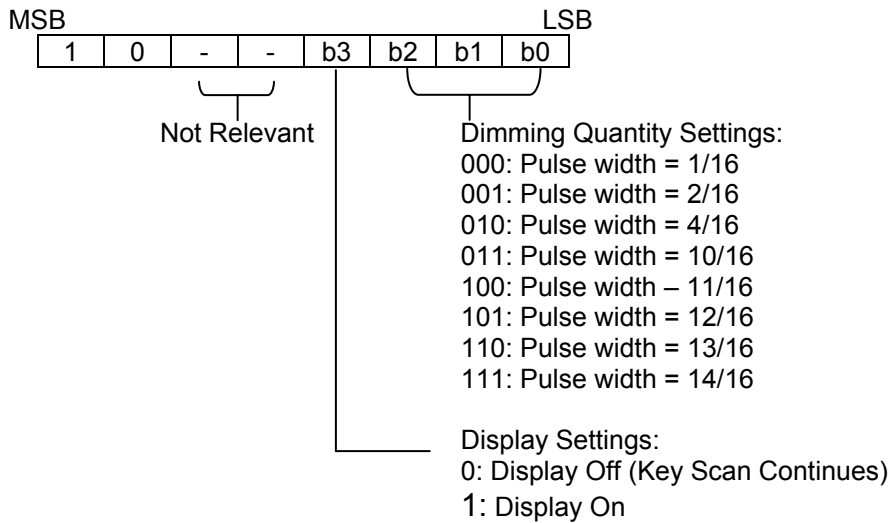 MSB LSB
1 0 - - b3 b2 b1 b0
Not Relevant
Dimming Quantity Settings:
000: Pulse width = 1/16
001: Pulse width = 2/16
010: Pulse width = 4/16
011: Pulse width = 10/16
100: Pulse width – 11/16
101: Pulse width = 12/16
110: Pulse width = 13/16
111: Pulse width = 14/16
Display Settings:
0: Display Off (Key Scan Continues)
1: Display On